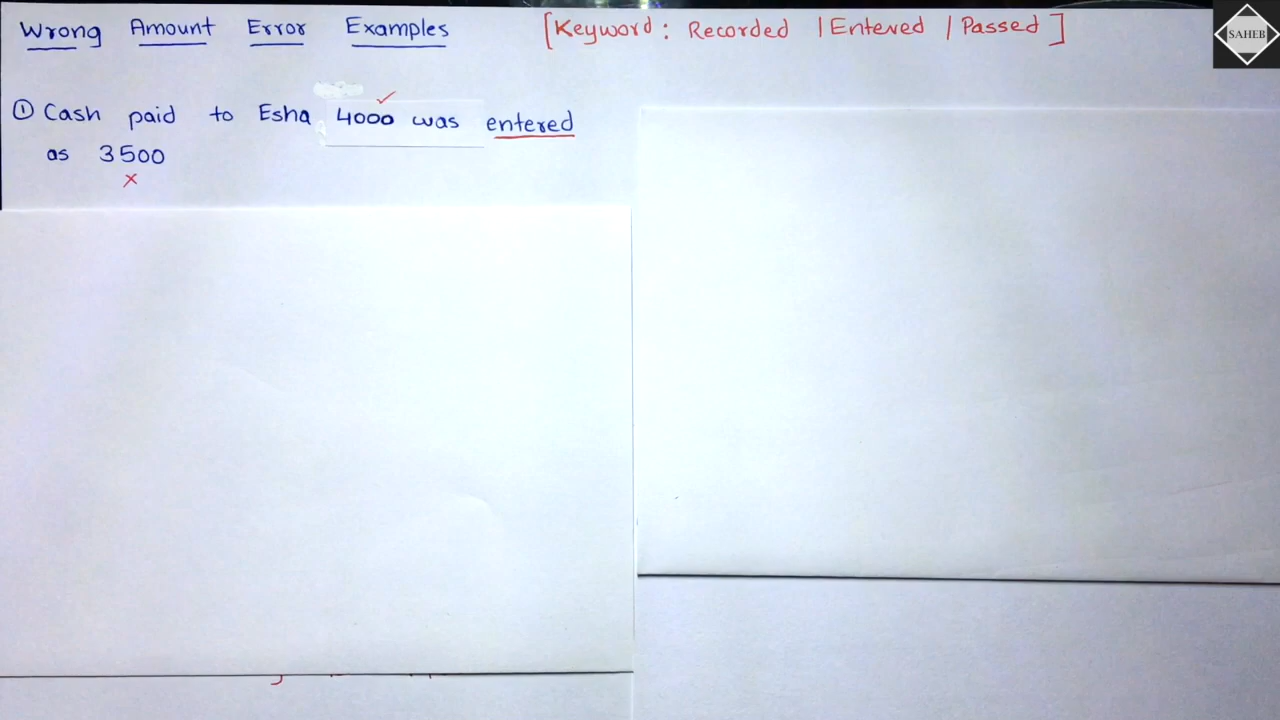 Wrong Amount Error Examples [Keyword: Recorded | Entered | Passed]
SAHEB
① Cash paid to Esha 4000 ✓ was entered
as 3500
×